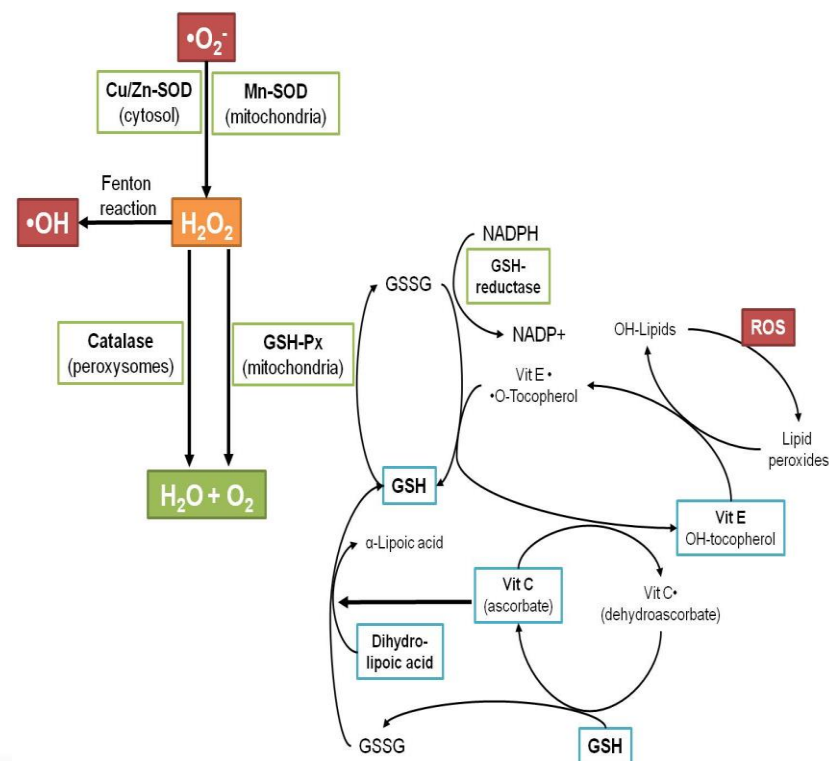 •O₂⁻
Cu/Zn-SOD
(cytosol)
Mn-SOD
(mitochondria)
Fenton
reaction
•OH
H₂O₂
NADPH
GSH-
reductase
GSSG
NADP+
OH-Lipids
ROS
Catalase
(peroxysomes)
GSH-Px
(mitochondria)
Vit E •
•O-Tocopherol
Lipid
peroxides
H₂O + O₂
GSH
Vit E
OH-tocopherol
α-Lipoic acid
Vit C
(ascorbate)
Vit C•
(dehydroascorbate)
Dihydro-
lipoic acid
GSSG
GSH